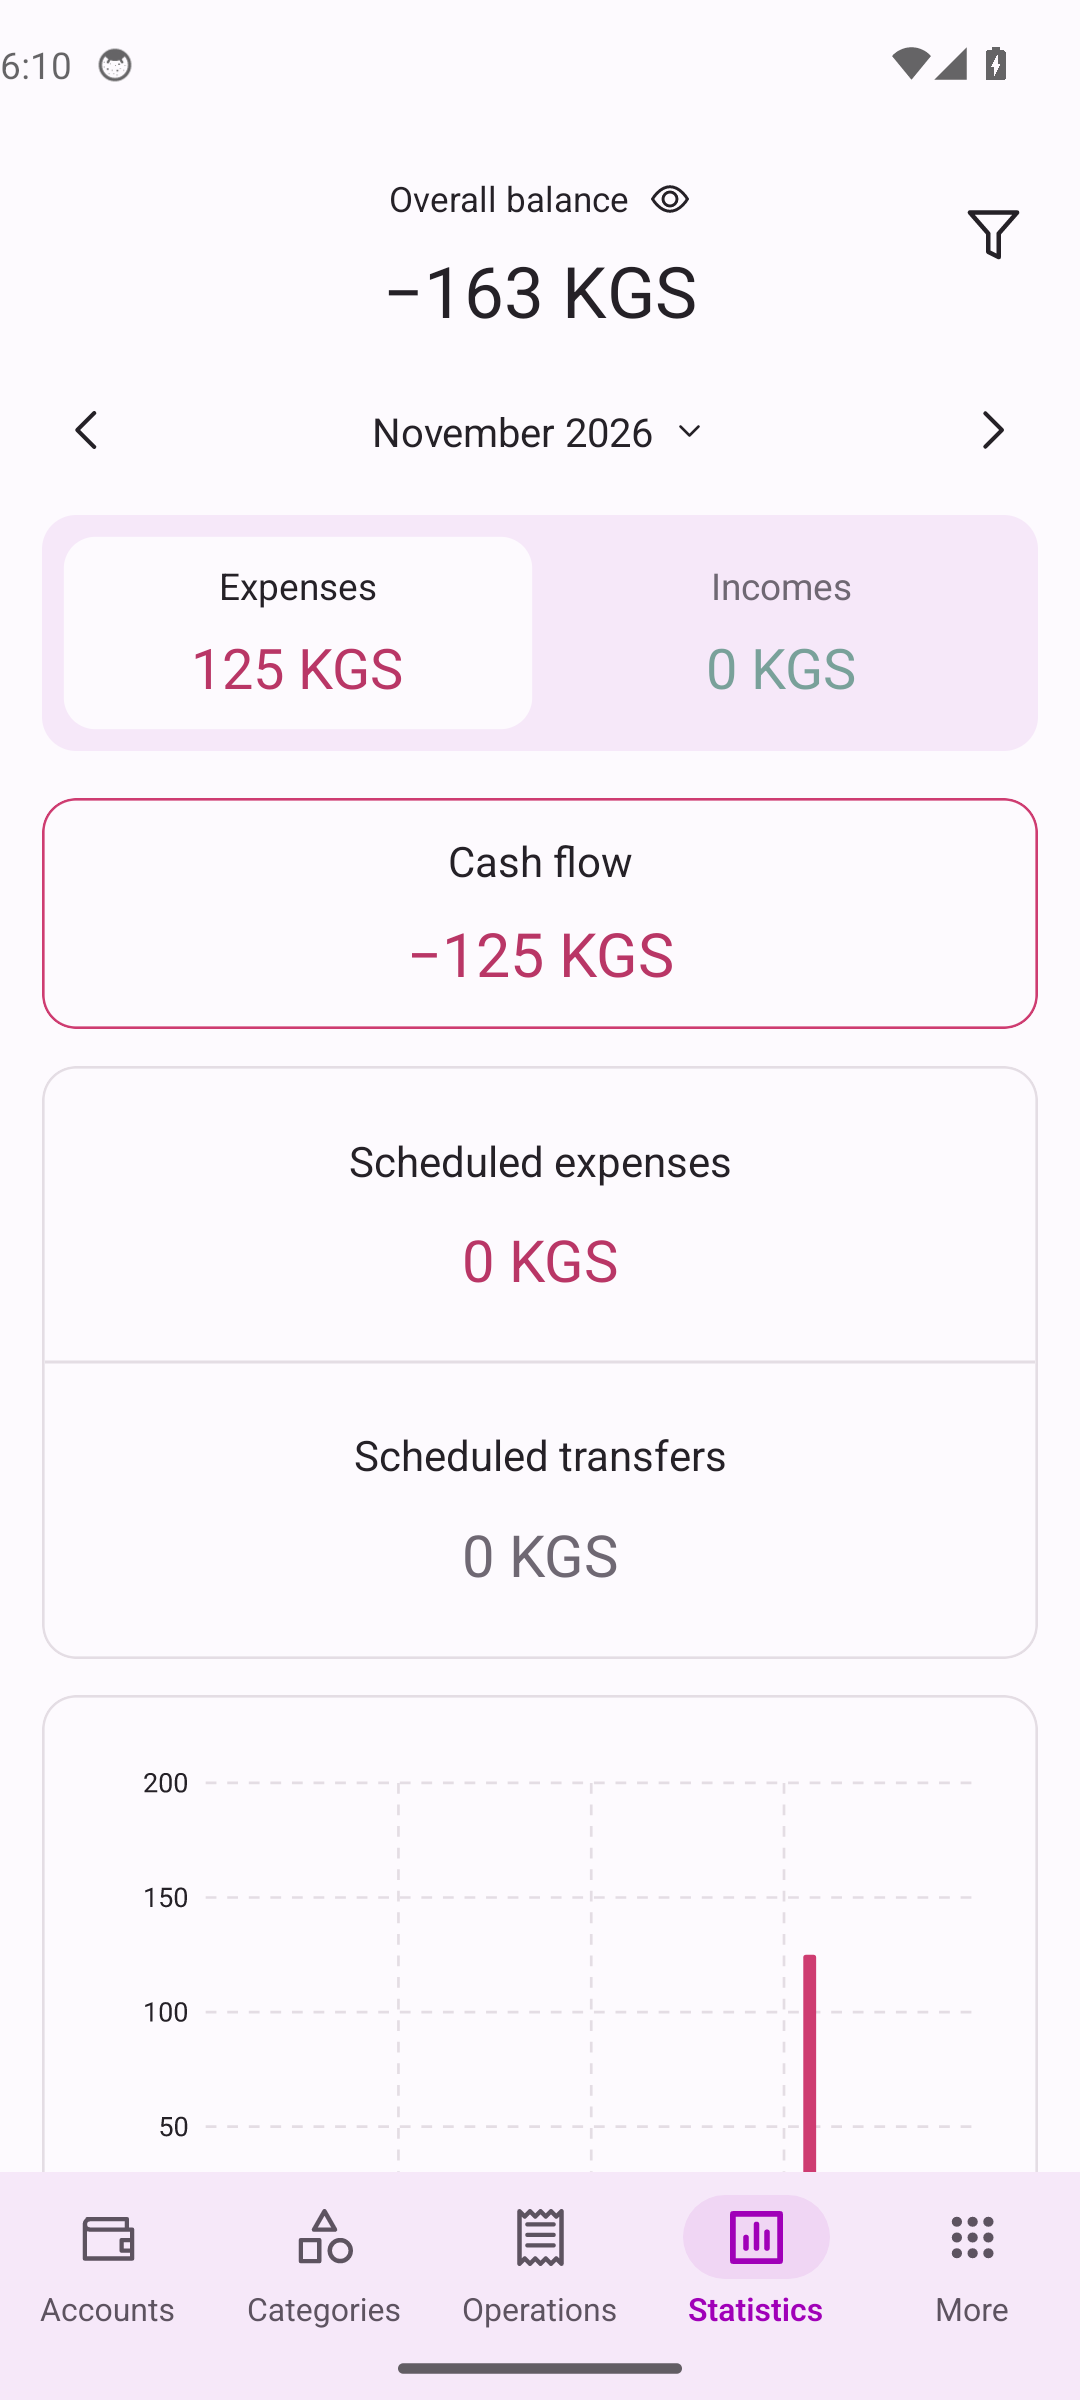 6:10
Overall balance
−163 KGS
November 2026
Expenses
125 KGS
Incomes
0 KGS
Cash flow
−125 KGS
Scheduled expenses
0 KGS
Scheduled transfers
0 KGS
200
150
100
50
Accounts
Categories
Operations
Statistics
More